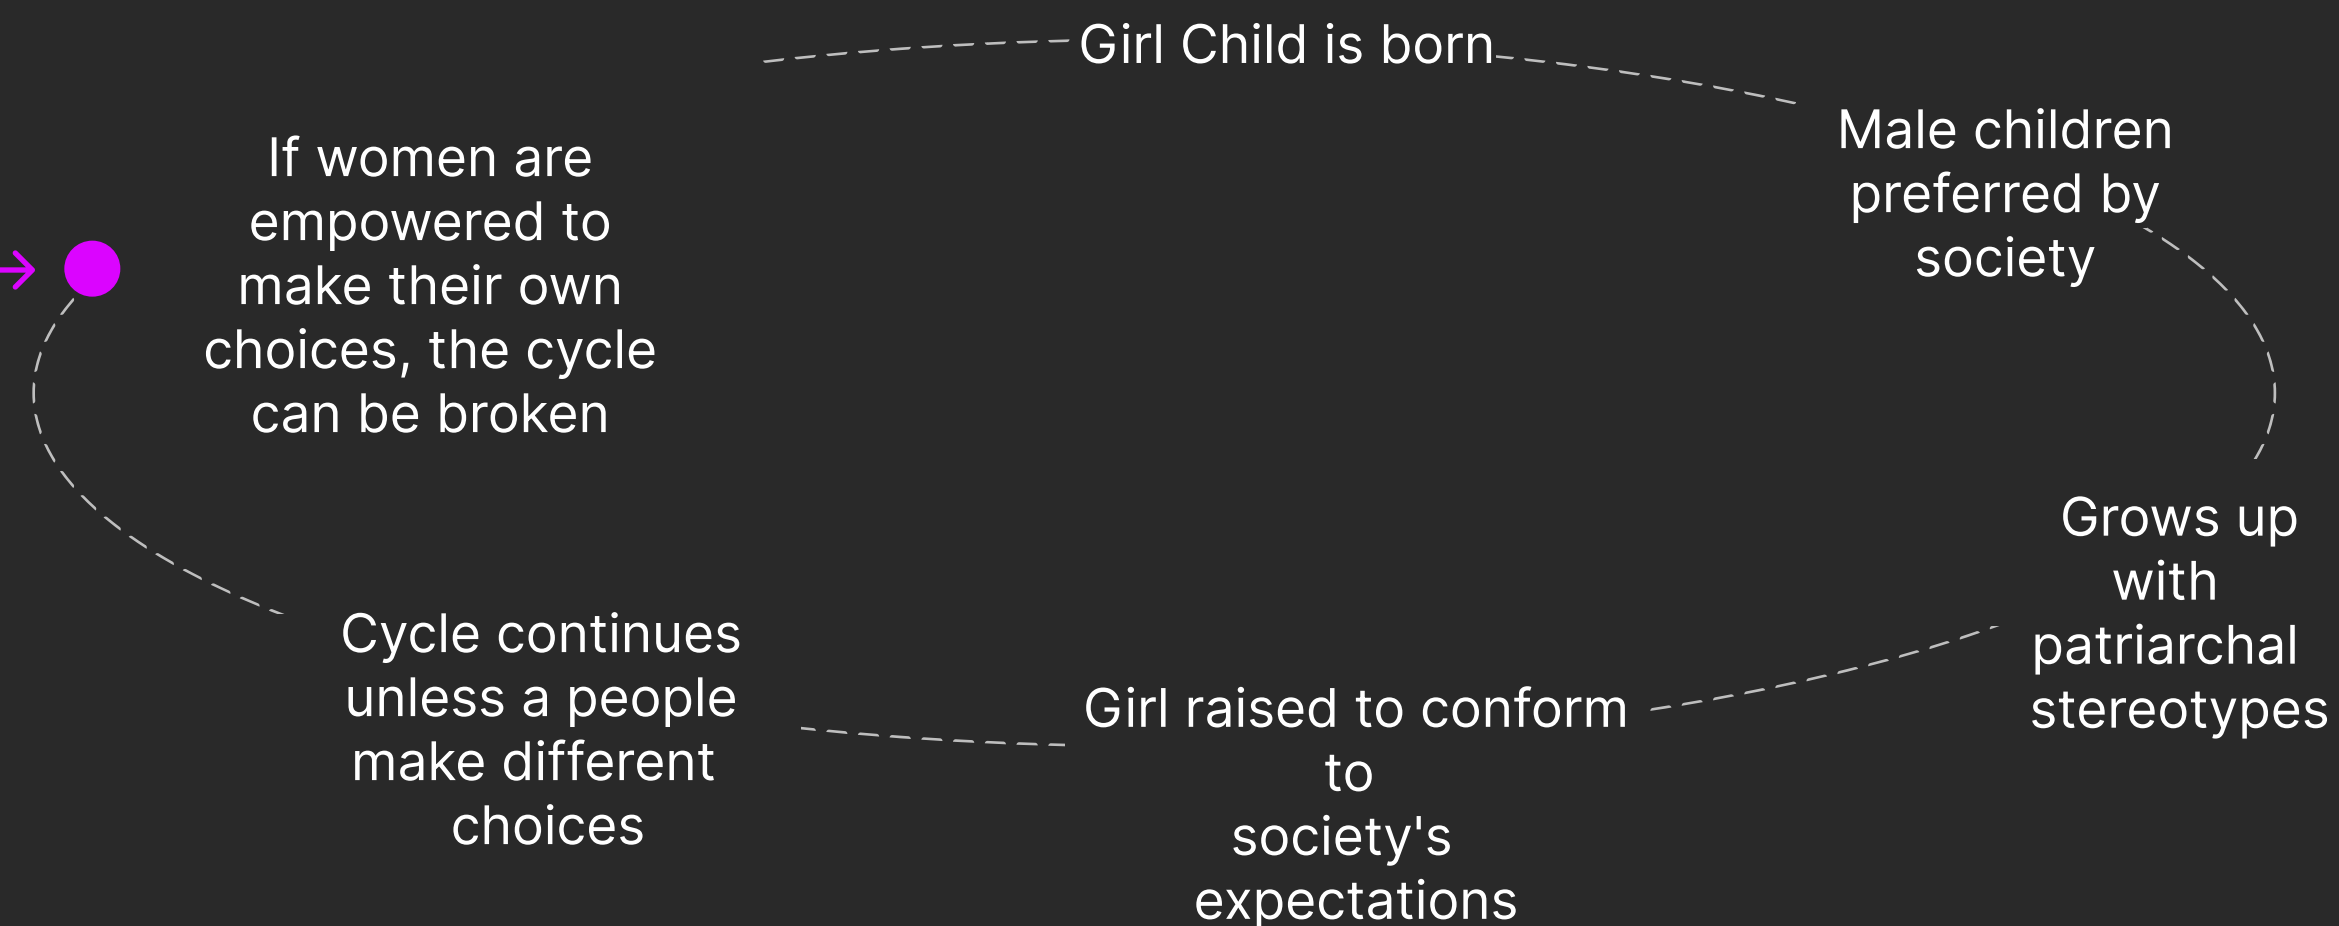 Girl Child is born
Male children
preferred by
society
Grows up
with
patriarchal
stereotypes
Girl raised to conform
to
society's
expectations
Cycle continues
unless a people
make different
choices
If women are
empowered to
make their own
choices, the cycle
can be broken